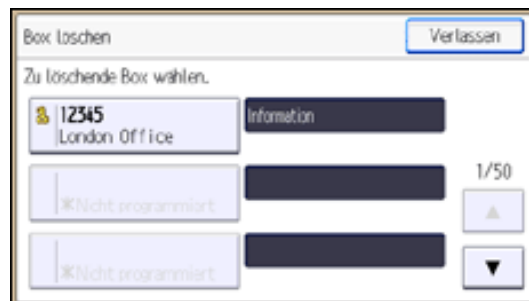 Box löschen
Verlassen
Zu löschende Box wählen.
12345
Information
London Office
1/50
*Nicht programmiert
▲
*Nicht programmiert
▼